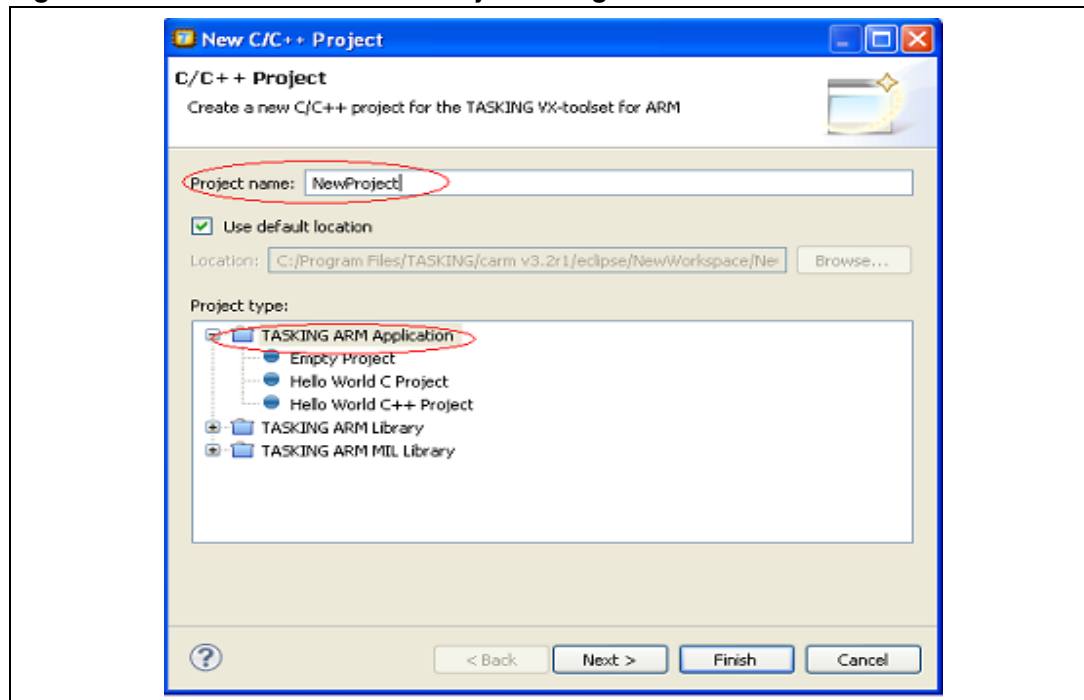 New C/C++ Project
C/C++ Project
Create a new C/C++ project for the TASKING VX-toolset for ARM
Project name: NewProject
Use default location
Location: C:/Program Files/TASKING/carm v3.2r1/eclipse/NewWorkspace/Ne Browse...
Project type:
TASKING ARM Application
Empty Project
Hello World C Project
Hello World C++ Project
TASKING ARM Library
TASKING ARM MIL Library
? < Back Next > Finish Cancel